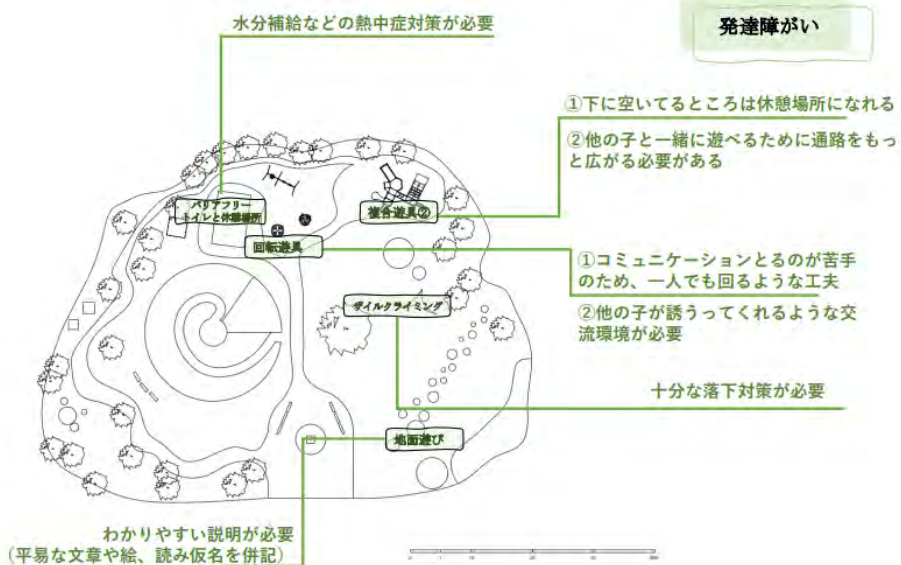 水分補給などの熱中症対策が必要
発達障がい
①下に空いてるところは休憩場所になれる
②他の子と一緒に遊べるために通路をもっ
と広がる必要がある
バリアフリー
トイレと休憩場所
複合遊具②
回転遊具
①コミュニケーションとるのが苦手
のため、一人でも回るような工夫
②他の子が誘うってくれるような交
流環境が必要
ザイルクライミング
十分な落下対策が必要
地面遊び
わかりやすい説明が必要
（平易な文章や絵、読み仮名を併記）